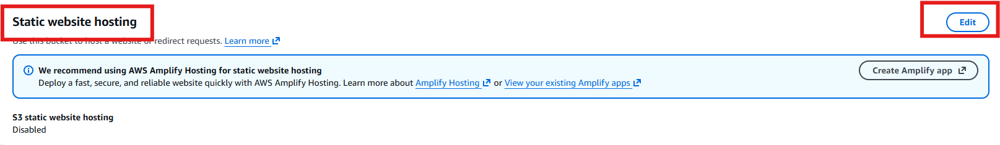 Static website hosting
Edit
Use this bucket to host a website or redirect requests. Learn more
We recommend using AWS Amplify Hosting for static website hosting
Create Amplify app
Deploy a fast, secure, and reliable website quickly with AWS Amplify Hosting. Learn more about Amplify Hosting or View your existing Amplify apps
S3 static website hosting
Disabled